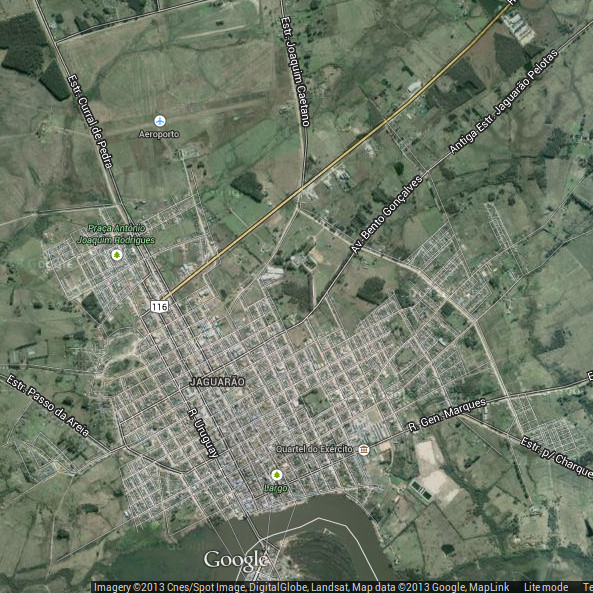 Estr. Joaquim Caetano
Estr. Curral de Pedra
Aeroporto
Antiga Estr. Jaguarão Pelotas
Av. Bento Gonçalves
Praça Antônio
Joaquim Rodrigues
116
JAGUARÃO
Estr. Passo da Areia
R. Uruguay
R. Gen. Marques
Quartel do Exército
Estr. p/ Charque
Largo
Google
Imagery ©2013 Cnes/Spot Image, DigitalGlobe, Landsat, Map data ©2013 Google, MapLink Lite mode Te